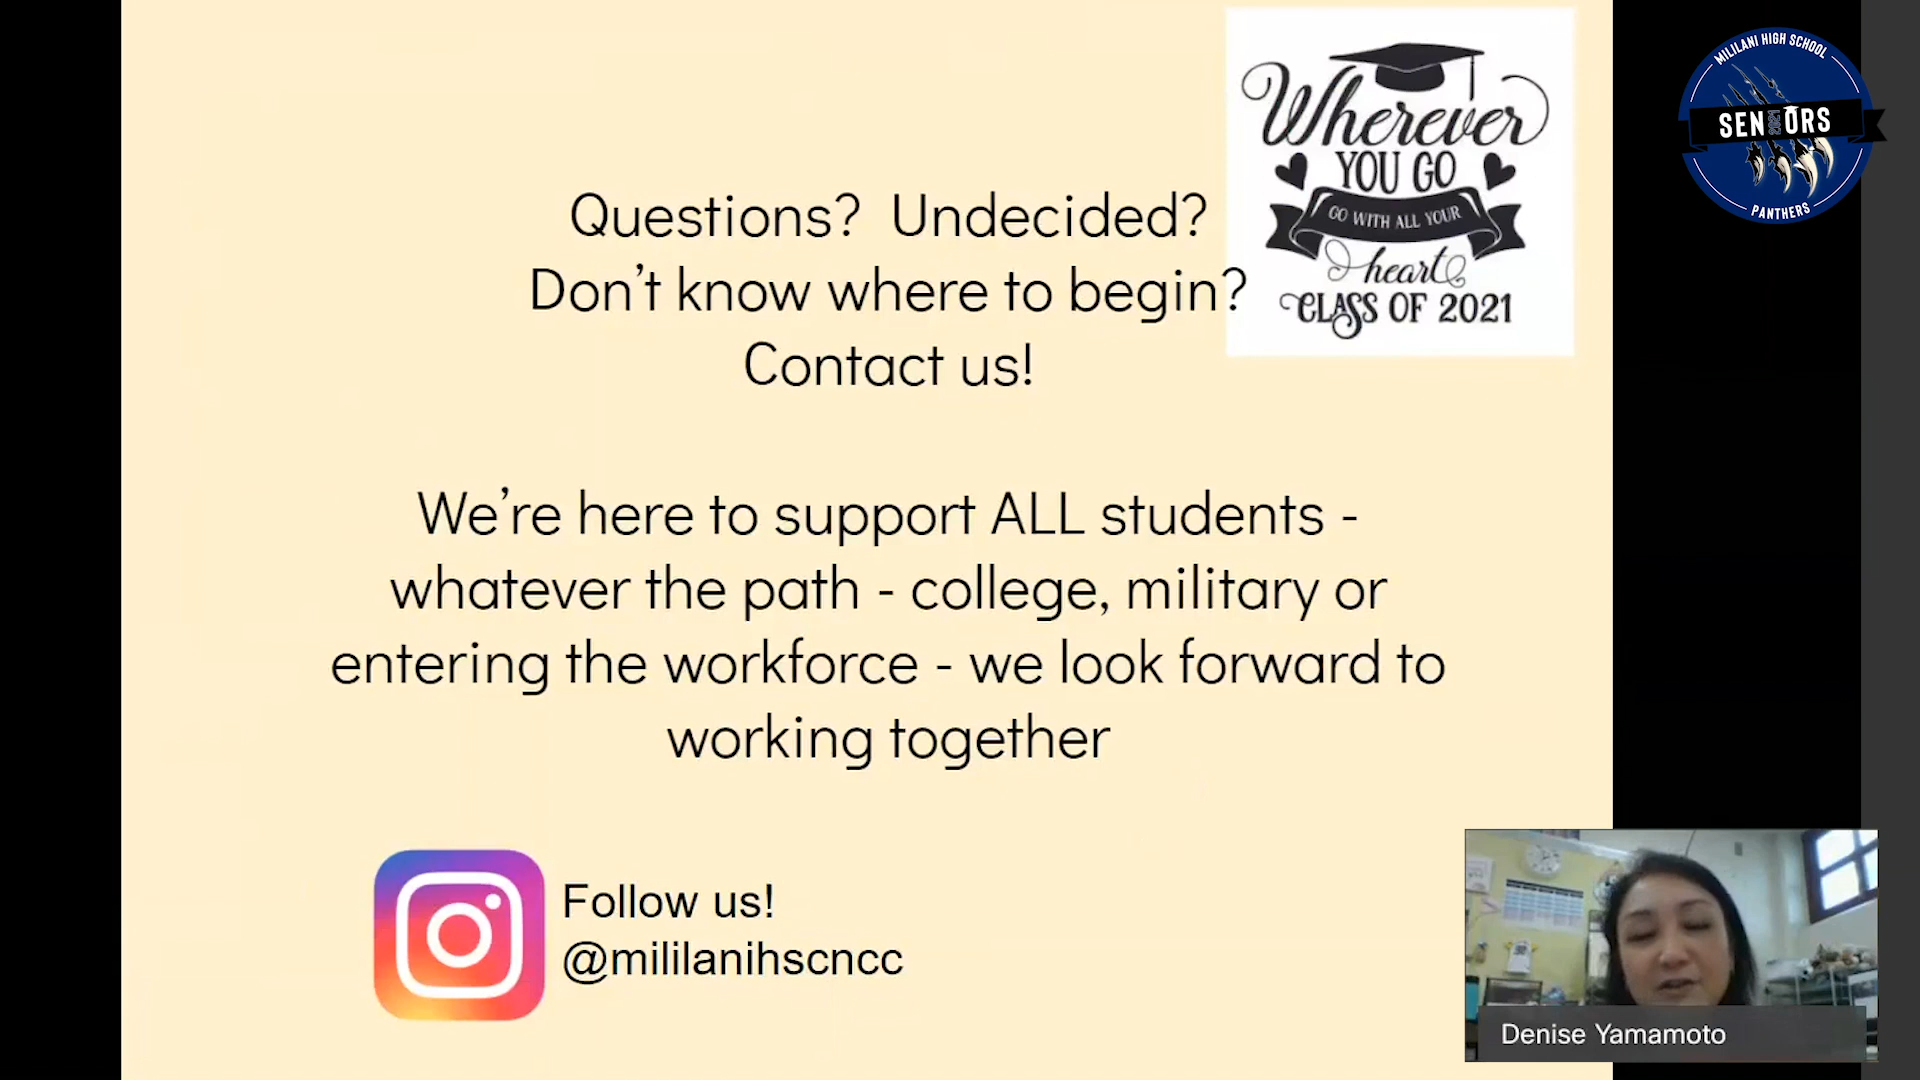 Questions?  Undecided?
Don't know where to begin?
Contact us!
We're here to support ALL students -
whatever the path - college, military or
entering the workforce - we look forward to
working together
Follow us!
@mililanihscncc
Wherever
YOU GO
GO WITH ALL YOUR
heart
CLASS OF 2021
MILILANI HIGH SCHOOL
SENIORS
2021
PANTHERS
Denise Yamamoto